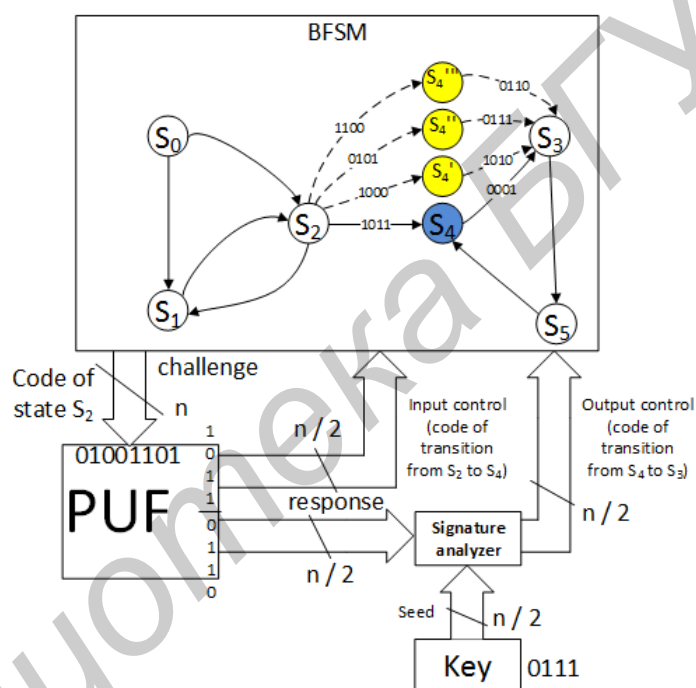 BFSM
S4'''
0110
1100
S4''
0111
S0
S3
0101
S4'
1010
1000
0001
S2
1011
S4
S1
S5
Code of
state S2
challenge
n
n / 2
Input control
(code of
transition
from S2 to S4)
Output control
(code of
transition
from S4 to S3)
1
0
1
1
0
1
1
0
01001101
PUF
response
n / 2
n / 2
Signature
analyzer
Seed
n / 2
Key
0111
иотека БГУ